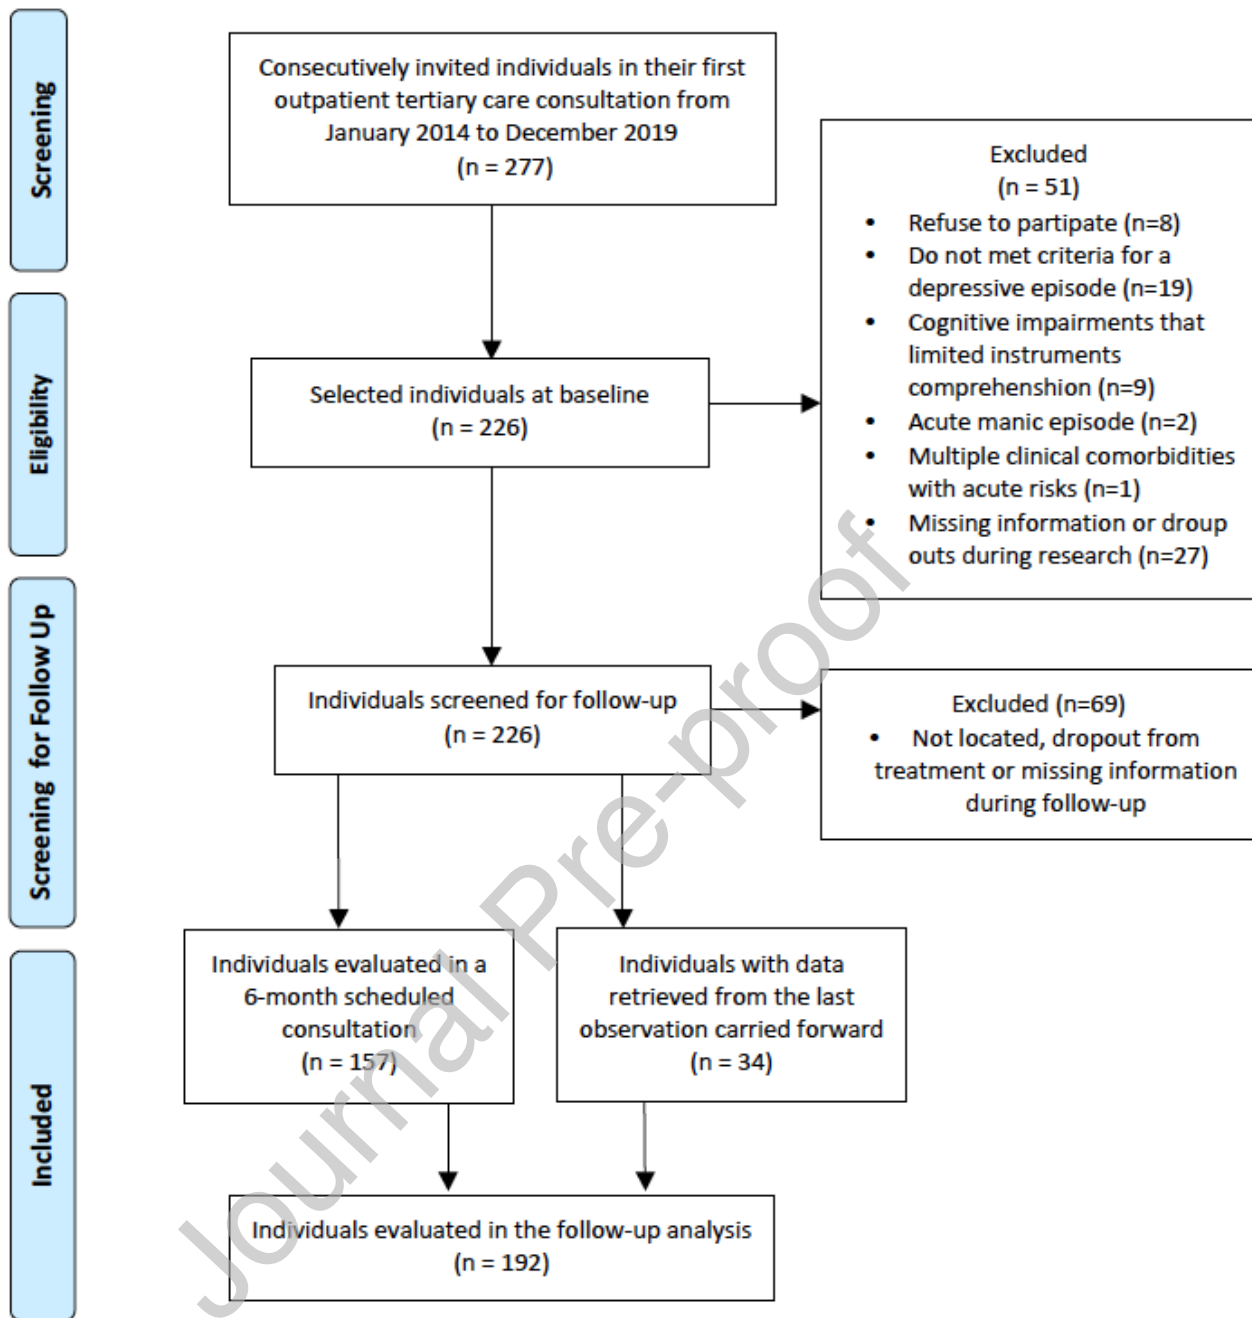 Screening
Consecutively invited individuals in their first
outpatient tertiary care consultation from
January 2014 to December 2019
(n = 277)
Excluded
(n = 51)
• Refuse to partipate (n=8)
• Do not met criteria for a
depressive episode (n=19)
• Cognitive impairments that
limited instruments
comprehenshion (n=9)
• Acute manic episode (n=2)
• Multiple clinical comorbidities
with acute risks (n=1)
• Missing information or droup
outs during research (n=27)
Eligibility
Selected individuals at baseline
(n = 226)
Screening for Follow Up
Individuals screened for follow-up
(n = 226)
Excluded (n=69)
• Not located, dropout from
treatment or missing information
during follow-up
Included
Individuals evaluated in a
6-month scheduled
consultation
(n = 157)
Individuals with data
retrieved from the last
observation carried forward
(n = 34)
Individuals evaluated in the follow-up analysis
(n = 192)
Journal Pre-proof